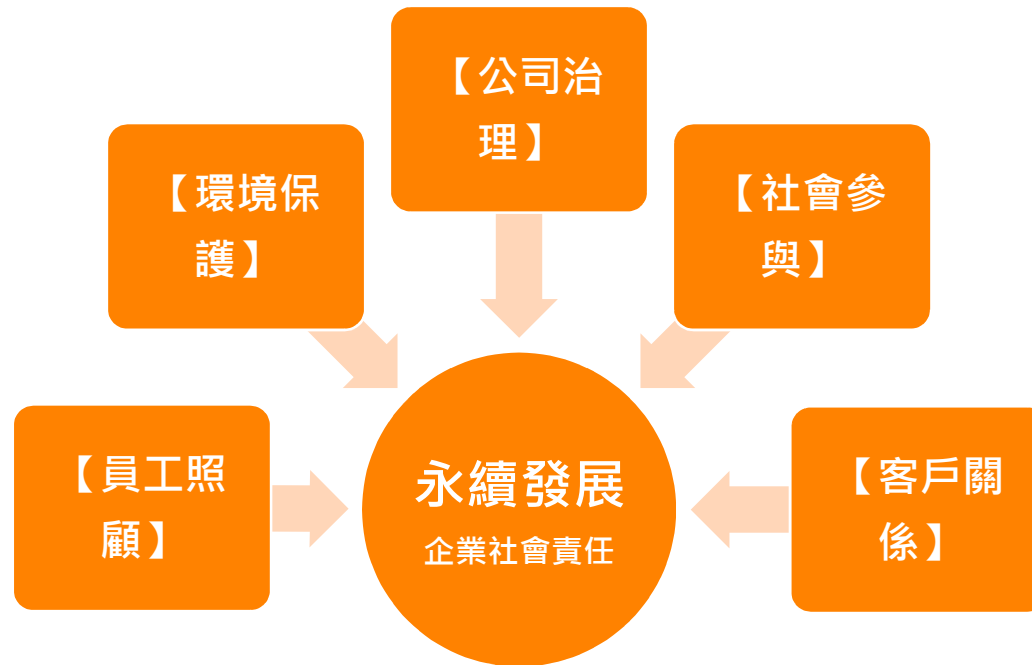 【公司治
理】
【環境保
護】
【社會參
與】
【員工照
顧】
永續發展
企業社會責任
【客戶關
係】